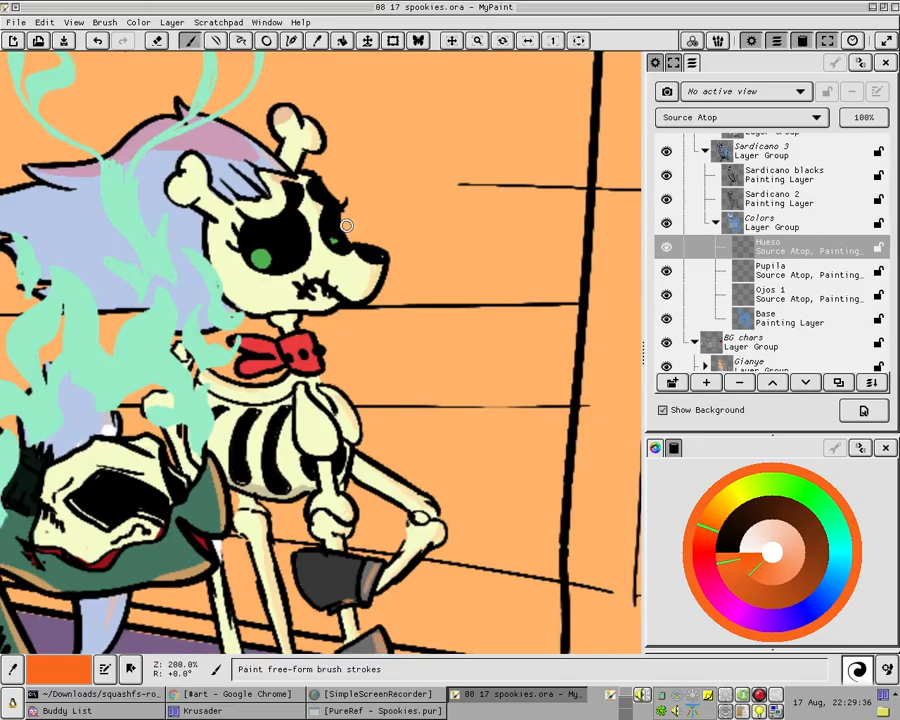 08 17 spookies.ora - MyPaint
File Edit View Brush Color Layer Scratchpad Window Help
No active view
Source Atop 100%
Layer Group
Sardicano 3
Layer Group
Sardicano blacks
Painting Layer
Sardicano 2
Painting Layer
Colors
Layer Group
Hueso
Source Atop, Painting...
Pupila
Source Atop, Painting...
Ojos 1
Source Atop, Painting...
Base
Painting Layer
BG chars
Layer Group
Gianye
Layer Group
Show Background
Z: 200.0%
R: +0.0°
Paint free-form brush strokes
~/Downloads/squashfs-ro...
[#art - Google Chrome]
[SimpleScreenRecorder]
08 17 spookies.ora - My...
Buddy List
Krusader
[PureRef - Spookies.pur]
17 Aug, 22:29:36